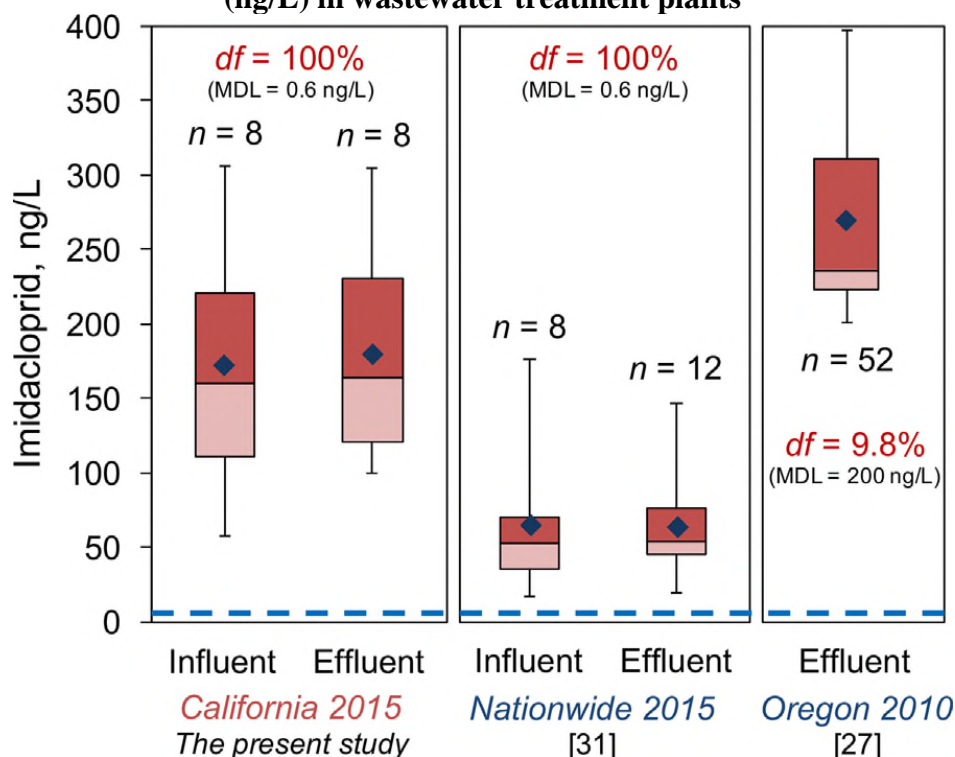 (ng/L) in wastewater treatment plants
400
350
300
250
200
150
100
50
0
Imidacloprid, ng/L
df = 100%
(MDL = 0.6 ng/L)
n = 8
n = 8
df = 100%
(MDL = 0.6 ng/L)
n = 8
n = 12
n = 52
df = 9.8%
(MDL = 200 ng/L)
Influent Effluent
Influent Effluent
Effluent
California 2015
Nationwide 2015
Oregon 2010
The present study
[31]
[27]